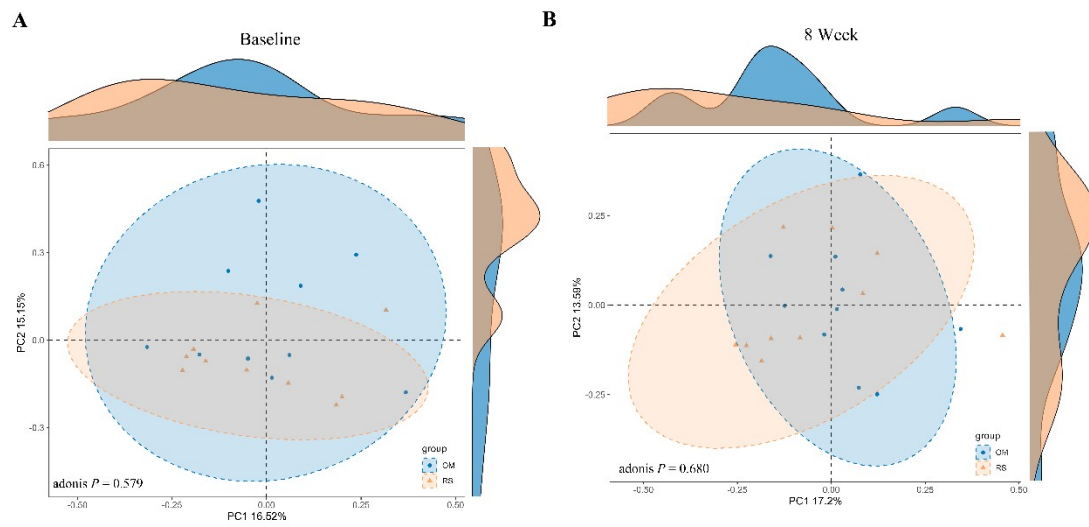 A
Baseline
0.6
0.3
0.0
-0.3
PC2 15.15%
-0.50
-0.25
0.00
0.25
0.50
PC1 16.52%
group
OM
RS
adonis P = 0.579
B
8 Week
0.25
0.00
-0.25
PC2 13.59%
-0.50
-0.25
0.00
0.25
0.50
PC1 17.2%
group
OM
RS
adonis P = 0.680